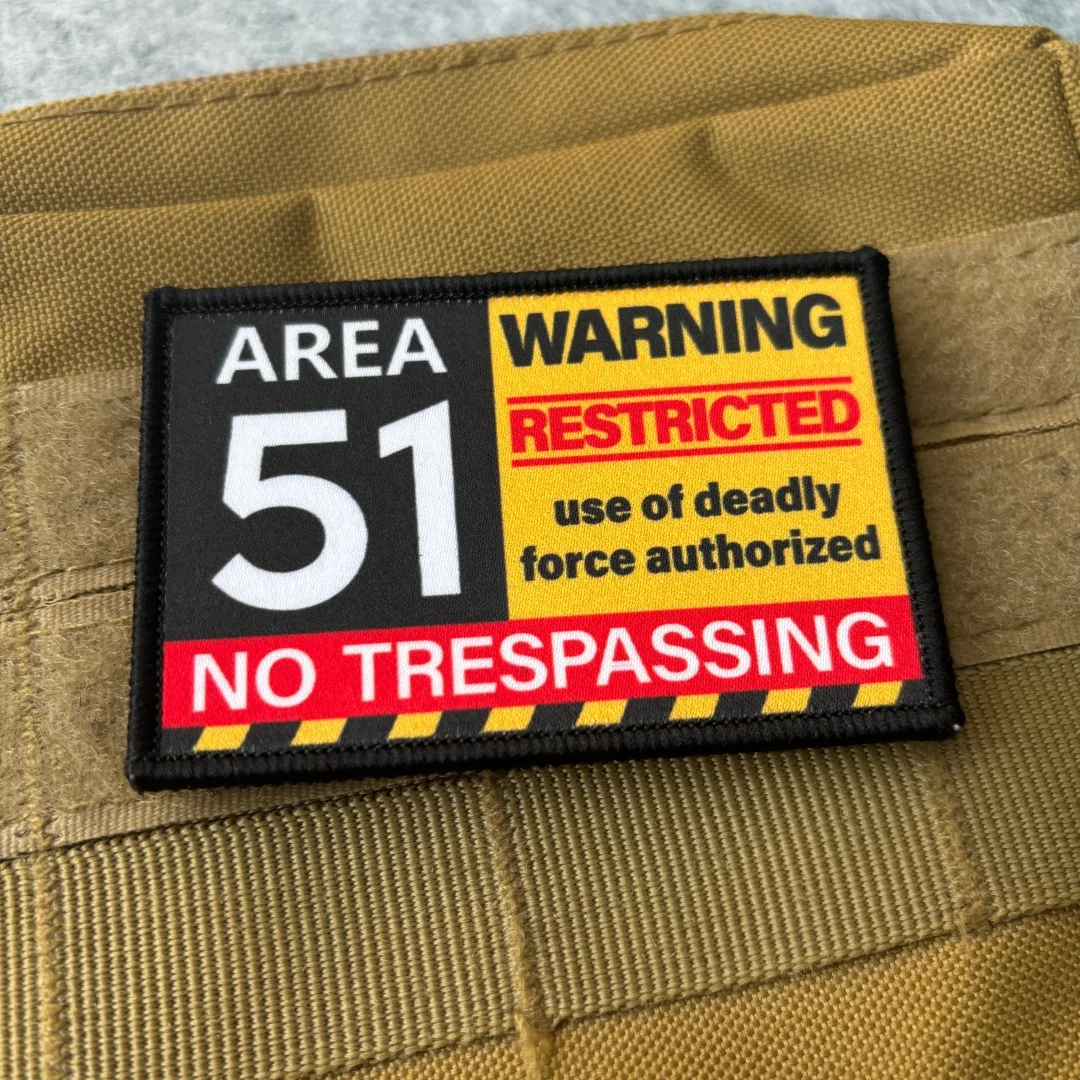 AREA
51
WARNING
RESTRICTED
use of deadly
force authorized
NO TRESPASSING